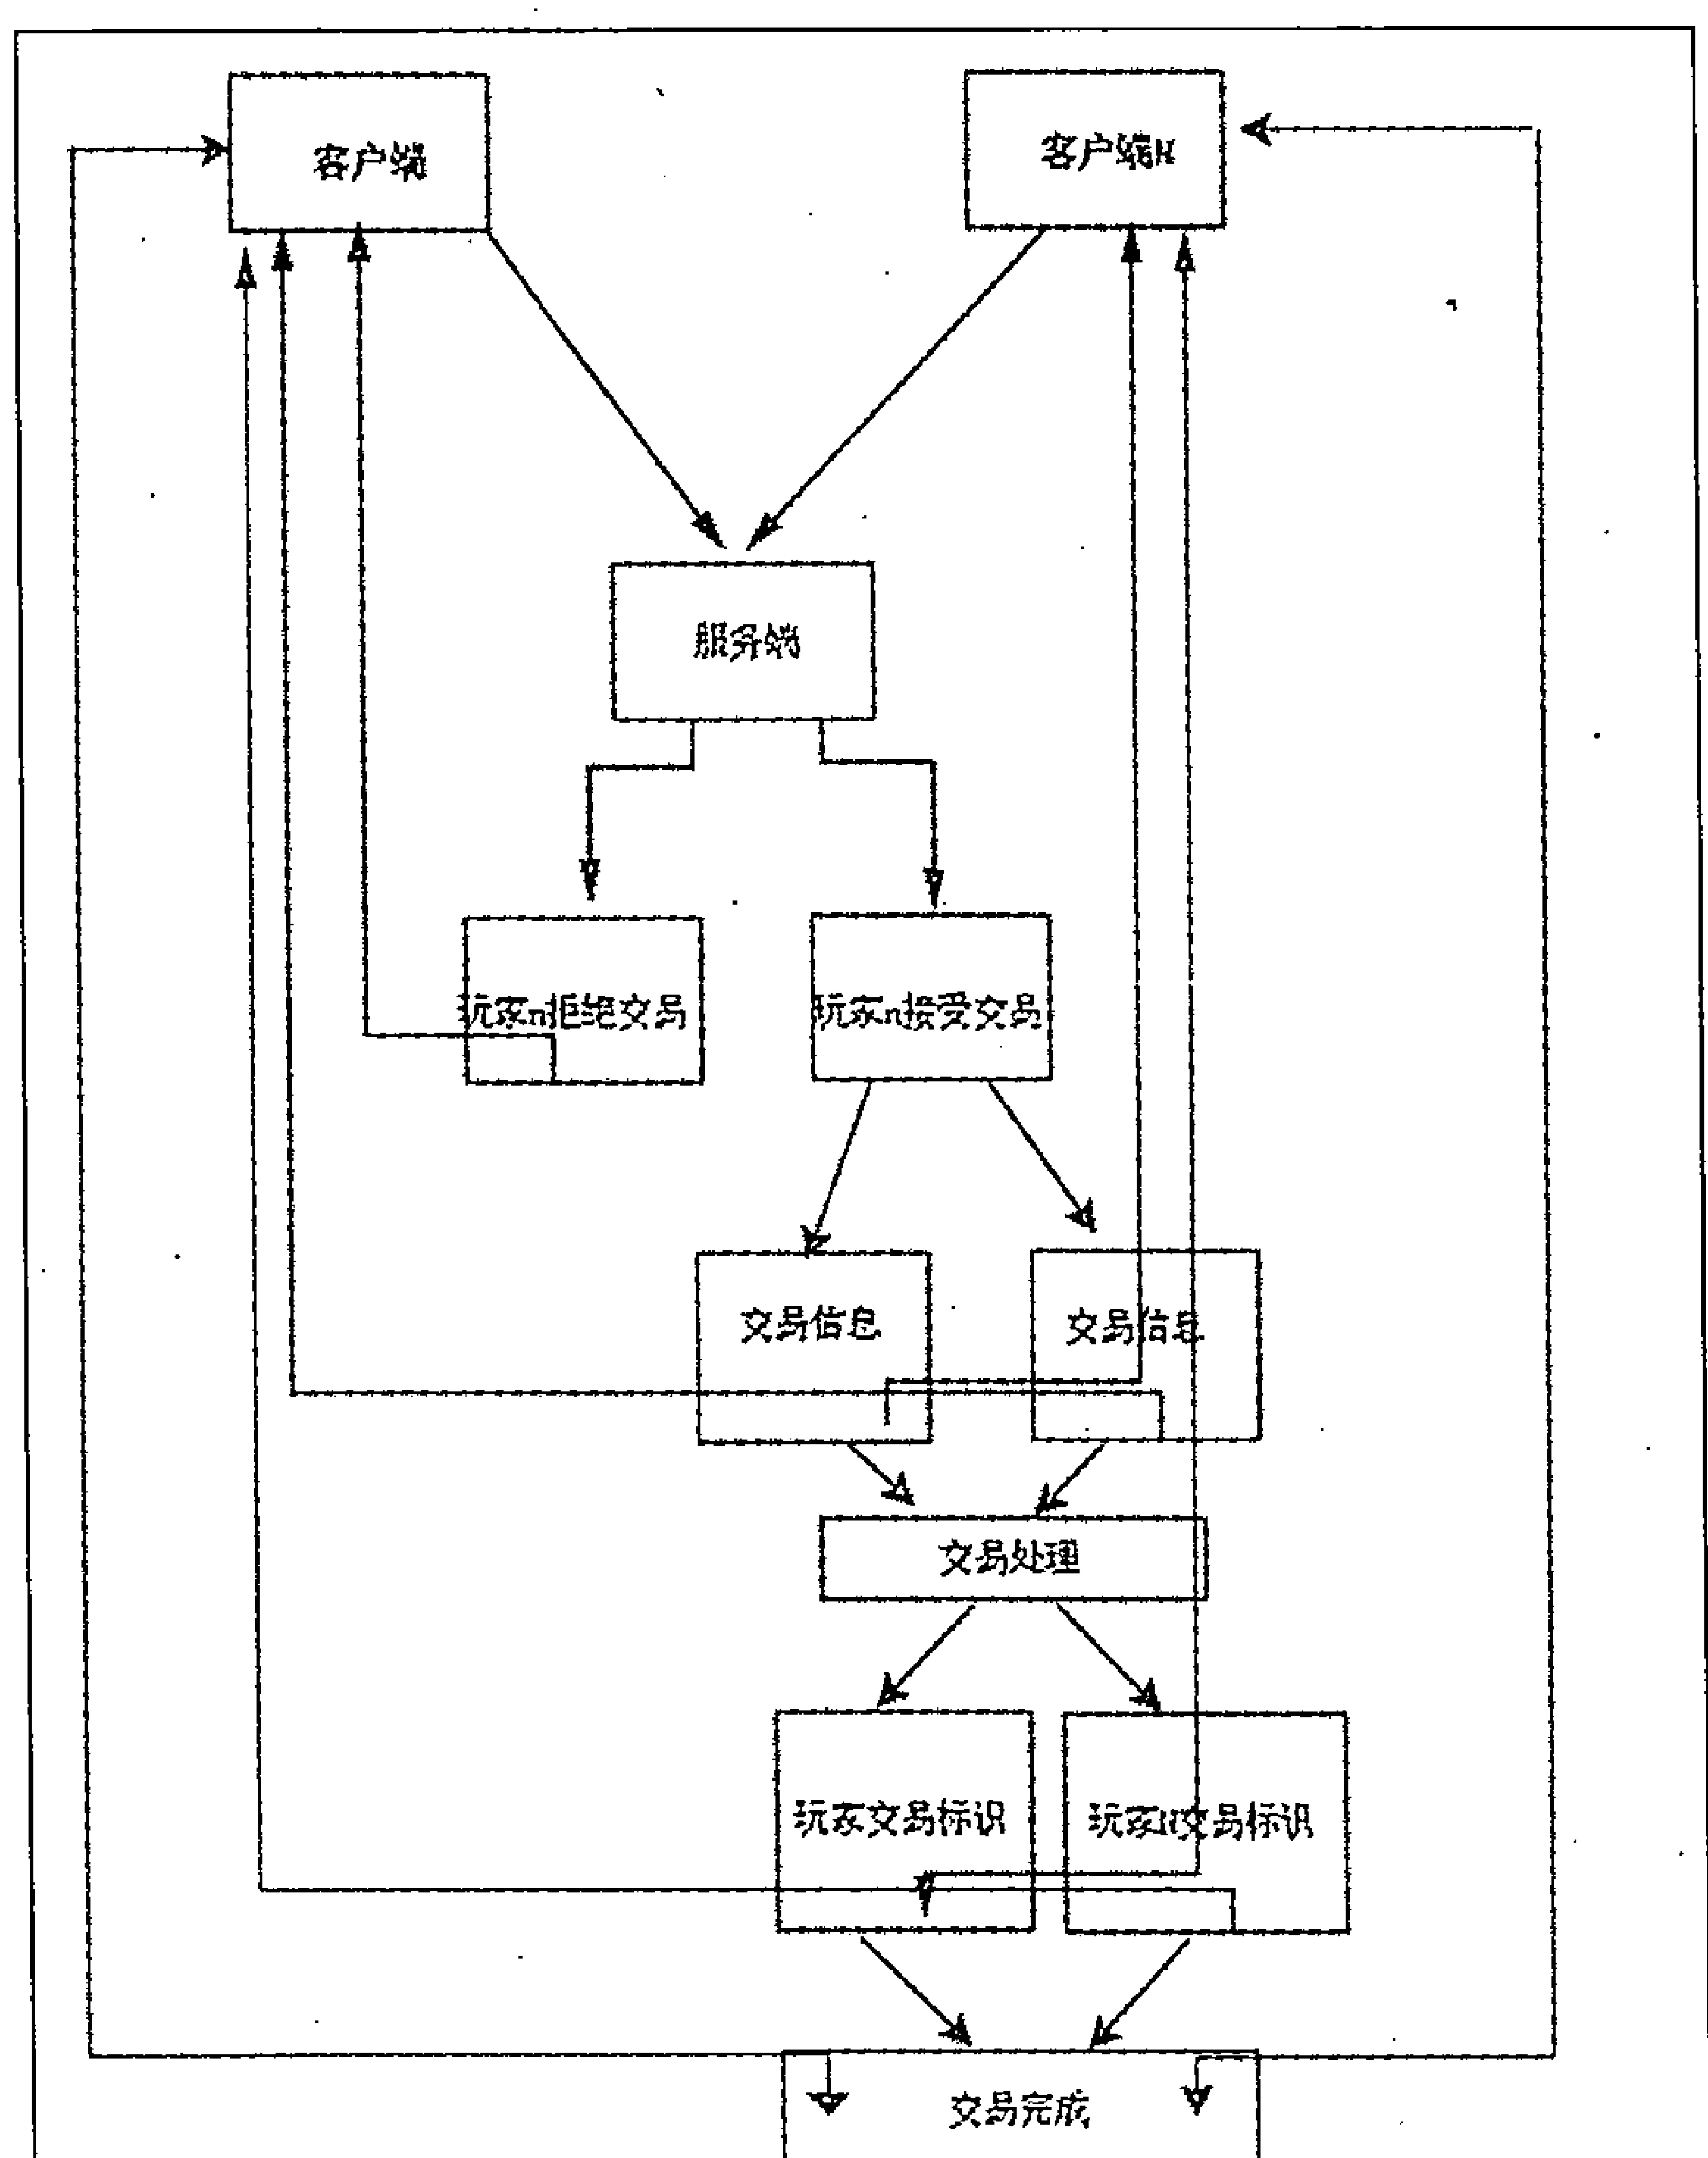 客户端
客户端N
服务端
玩家n拒绝交易
玩家n接受交易
交易信息
交易信息
交易处理
玩家交易标识
玩家N交易标识
交易完成